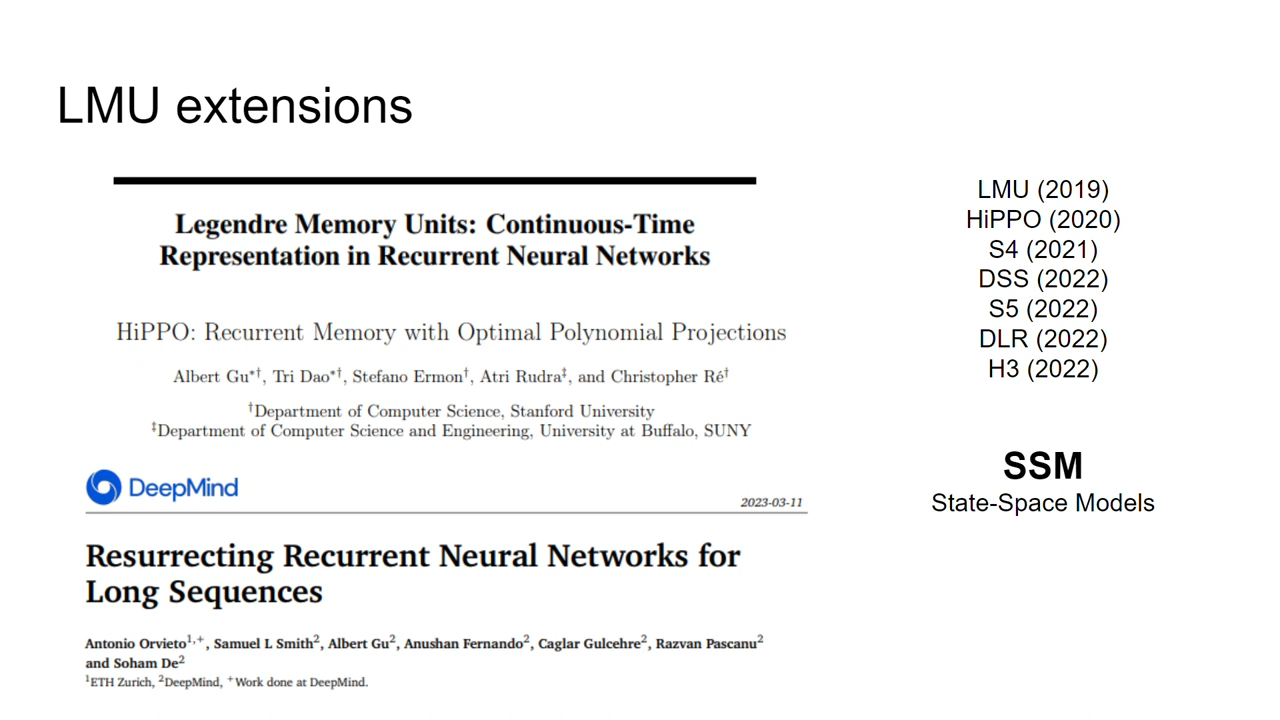 LMU extensions
Legendre Memory Units: Continuous-Time
Representation in Recurrent Neural Networks
HiPPO: Recurrent Memory with Optimal Polynomial Projections
Albert Gu*†, Tri Dao*†, Stefano Ermon†, Atri Rudra‡, and Christopher Ré†
†Department of Computer Science, Stanford University
‡Department of Computer Science and Engineering, University at Buffalo, SUNY
DeepMind
2023-03-11
Resurrecting Recurrent Neural Networks for
Long Sequences
Antonio Orvieto1,+, Samuel L Smith2, Albert Gu2, Anushan Fernando2, Caglar Gulcehre2, Razvan Pascanu2
and Soham De2
1ETH Zurich, 2DeepMind, +Work done at DeepMind.
LMU (2019)
HiPPO (2020)
S4 (2021)
DSS (2022)
S5 (2022)
DLR (2022)
H3 (2022)
SSM
State-Space Models